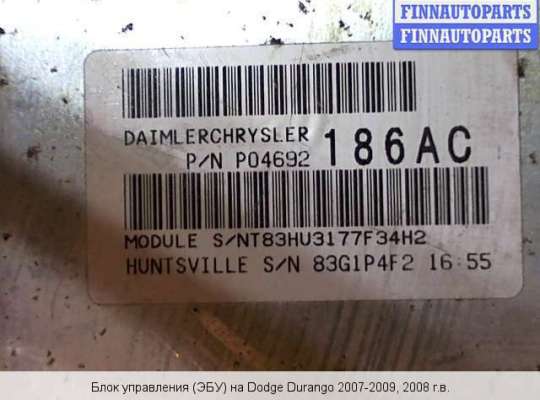 FINNAUTOPARTS
FINNAUTOPARTS
DAIMLERCHRYSLER
P/N P04692 186AC
MODULE S/NT83HU3177F34H2
HUNTSVILLE S/N 83G1P4F2 16:55
Блок управления (ЭБУ) на Dodge Durango 2007-2009, 2008 г.в.